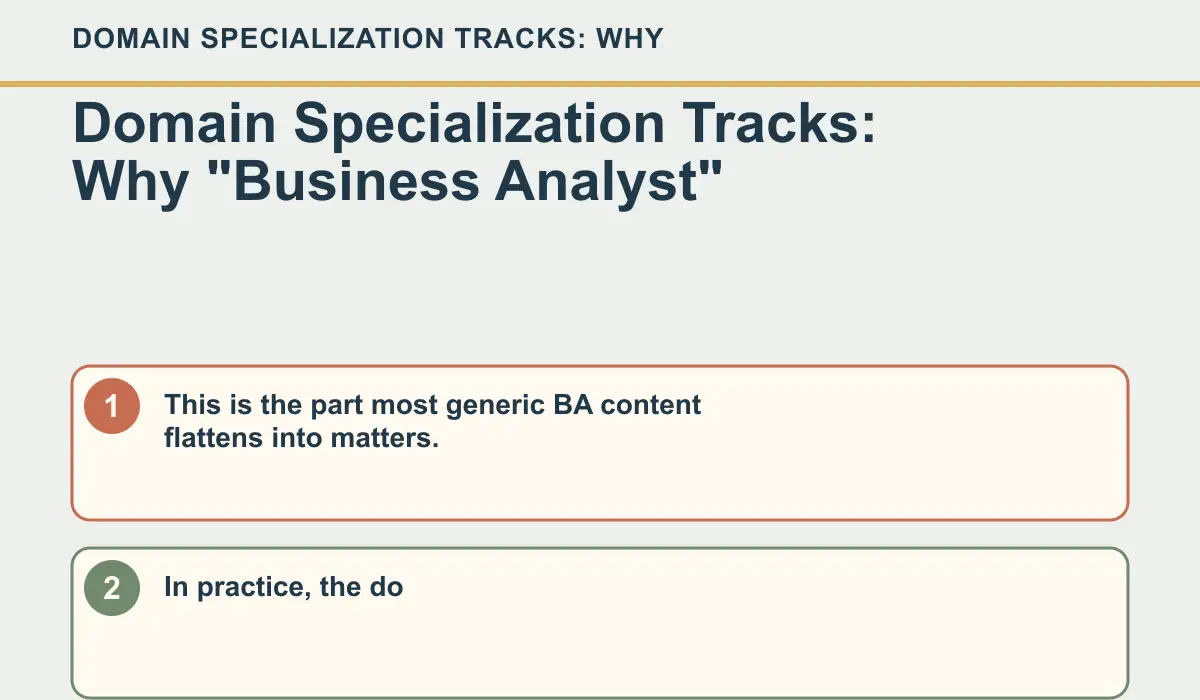 DOMAIN SPECIALIZATION TRACKS: WHY
Domain Specialization Tracks:
Why "Business Analyst"
1
This is the part most generic BA content
flattens into matters.
2
In practice, the do